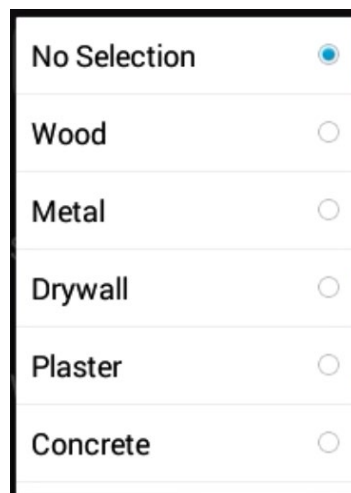 No Selection
Wood
Metal
Drywall
Plaster
Concrete